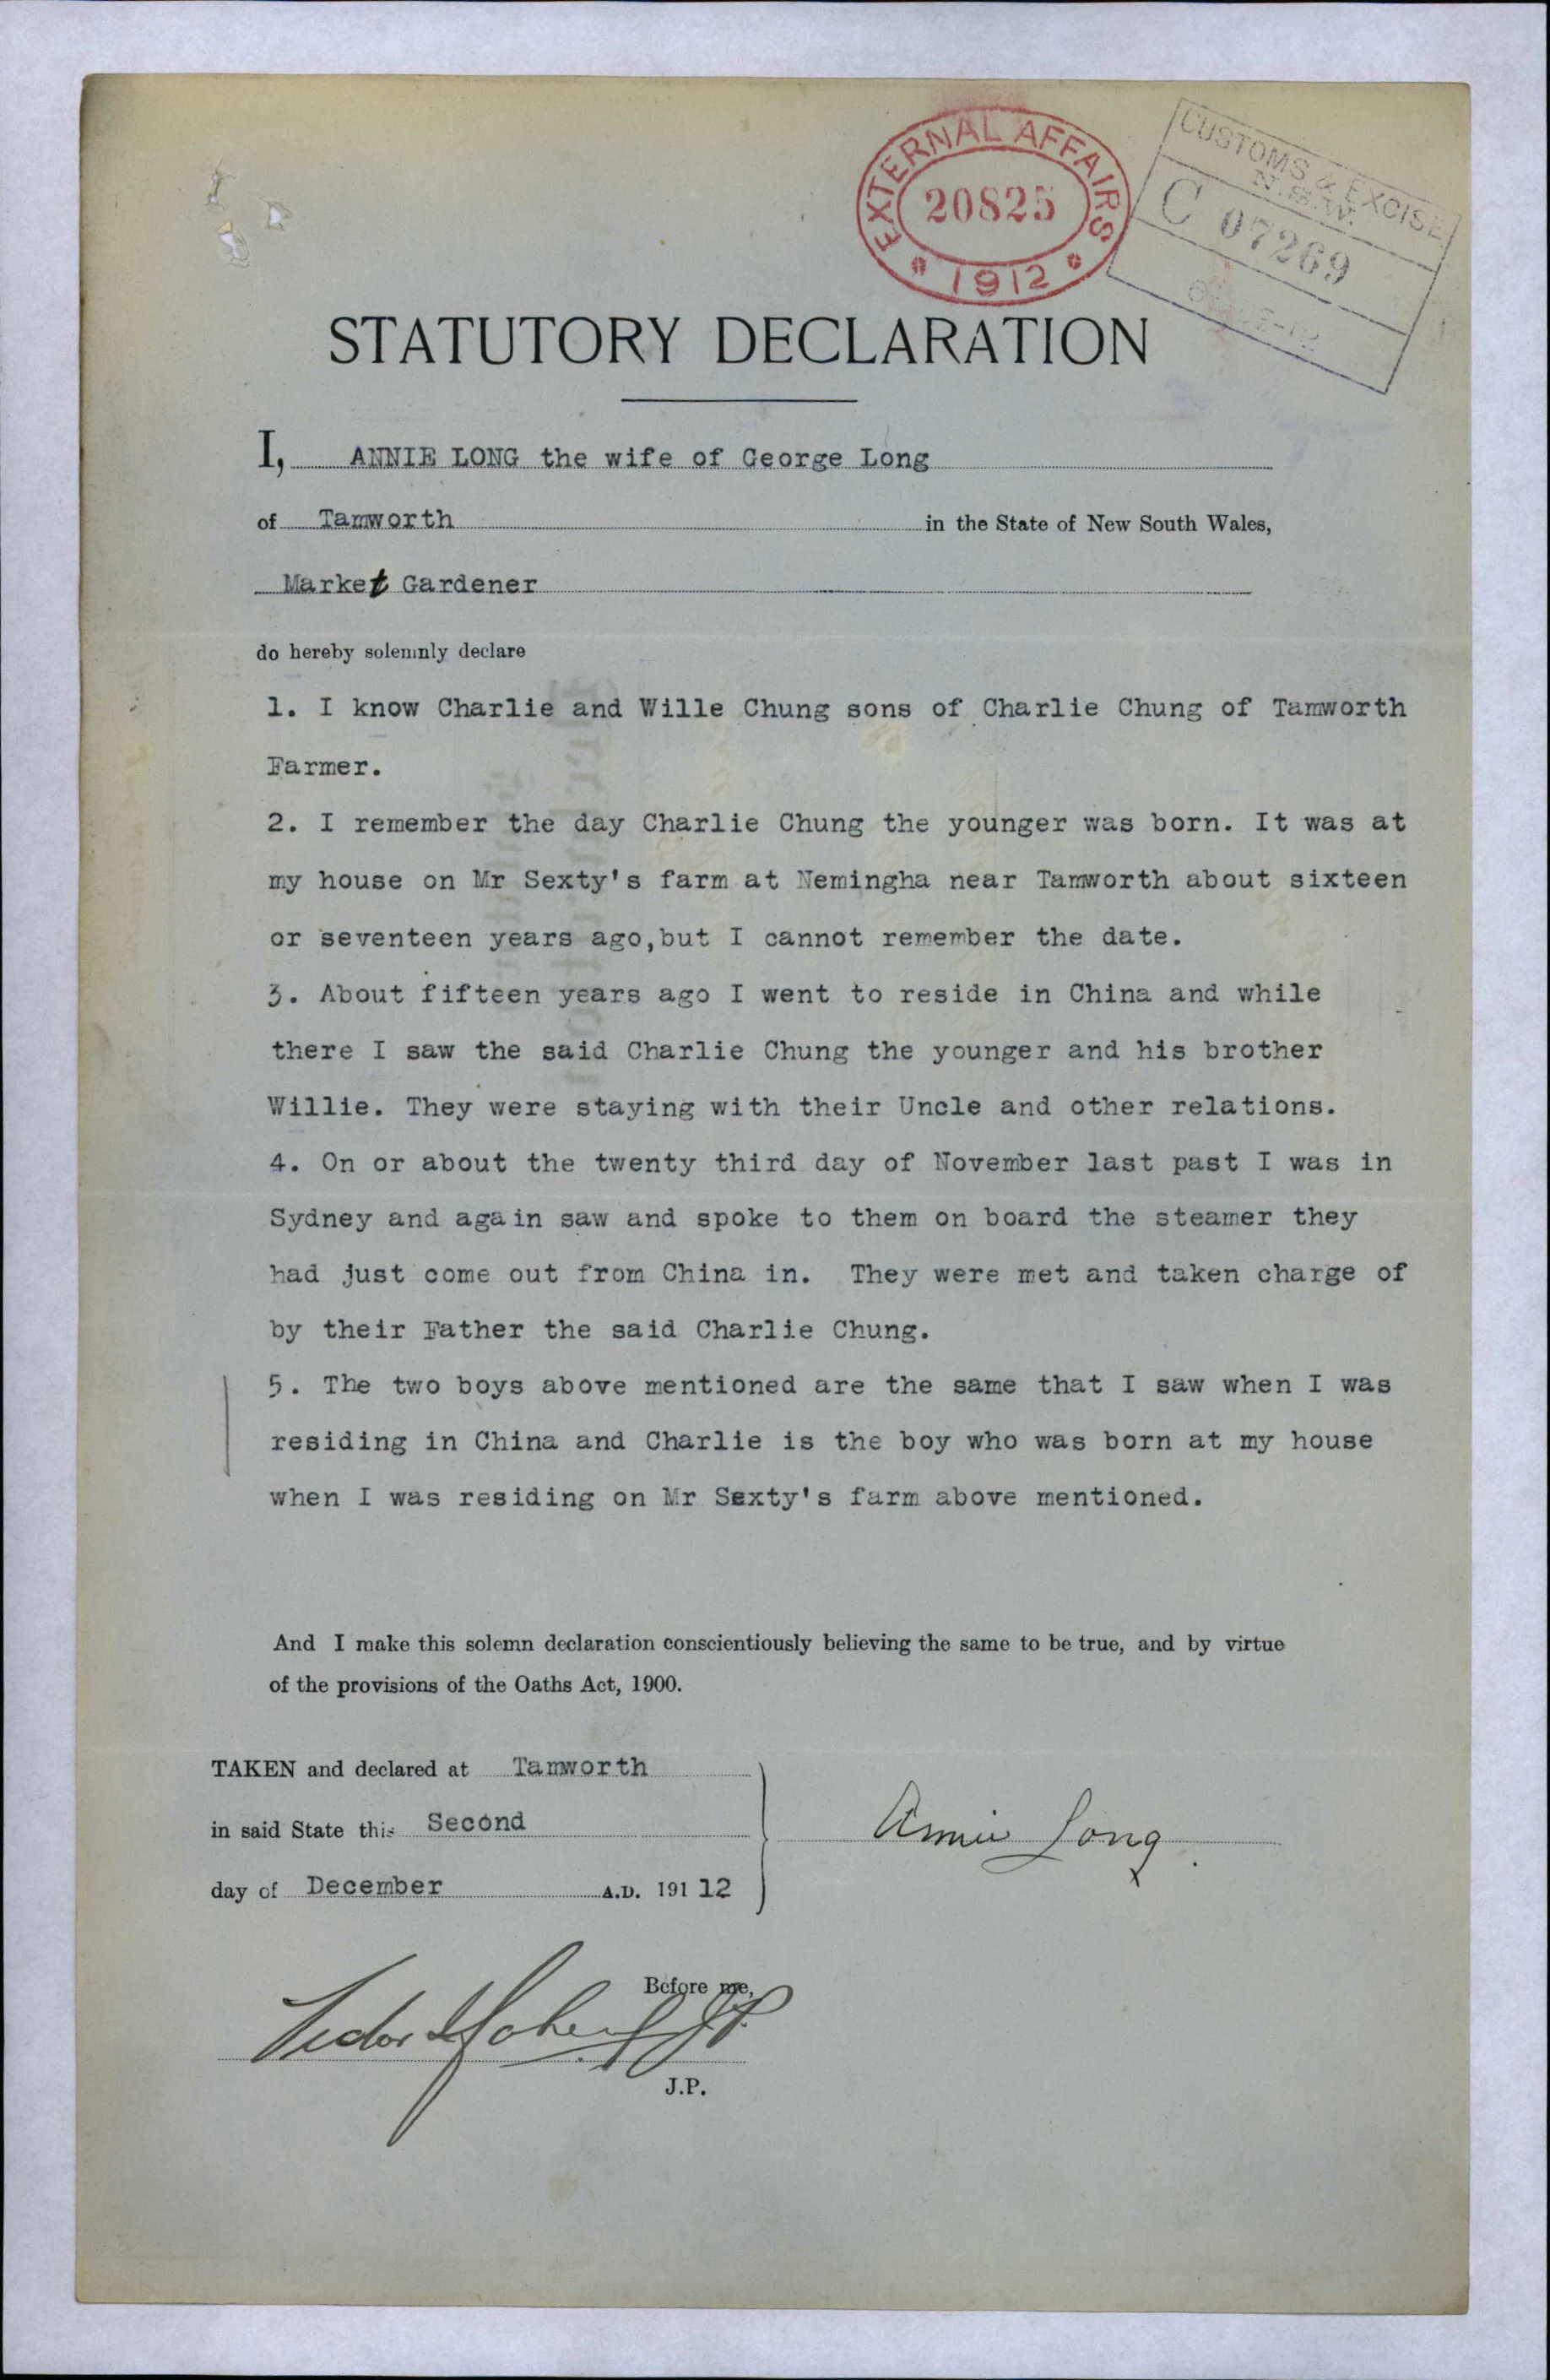 EXTERNAL AFFAIRS
20825
1912
CUSTOMS & EXCISE
N.S.W.
C 07269
STATUTORY DECLARATION
I, ANNIE LONG the wife of George Long
of Tamworth in the State of New South Wales,
Market Gardener
do hereby solemnly declare
1. I know Charlie and Wille Chung sons of Charlie Chung of Tamworth
Farmer.
2. I remember the day Charlie Chung the younger was born. It was at
my house on Mr Sexty's farm at Nemingha near Tamworth about sixteen
or seventeen years ago,but I cannot remember the date.
3. About fifteen years ago I went to reside in China and while
there I saw the said Charlie Chung the younger and his brother
Willie. They were staying with their Uncle and other relations.
4. On or about the twenty third day of November last past I was in
Sydney and again saw and spoke to them on board the steamer they
had just come out from China in. They were met and taken charge of
by their Father the said Charlie Chung.
5. The two boys above mentioned are the same that I saw when I was
residing in China and Charlie is the boy who was born at my house
when I was residing on Mr Sexty's farm above mentioned.
And I make this solemn declaration conscientiously believing the same to be true, and by virtue
of the provisions of the Oaths Act, 1900.
TAKEN and declared at Tamworth
in said State this Second
day of December A.D. 191 12
Annie Long
Before me,
J.P.
J.P.